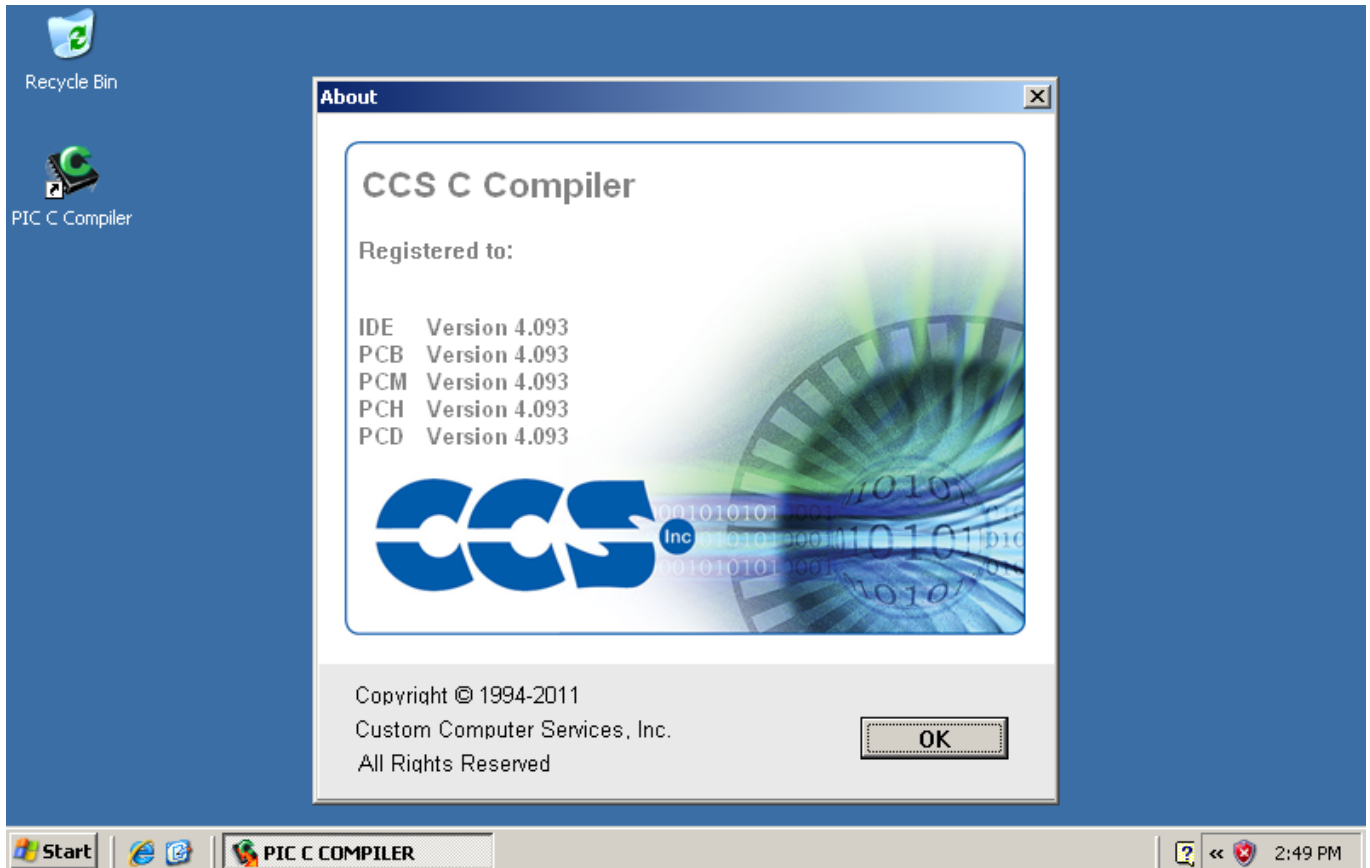 Recycle Bin
PIC C Compiler
About
CCS C Compiler
Registered to:
IDE Version 4.093
PCB Version 4.093
PCM Version 4.093
PCH Version 4.093
PCD Version 4.093
CCS Inc
Copyright © 1994-2011
Custom Computer Services, Inc.
All Rights Reserved
OK
Start
PIC C COMPILER
2:49 PM